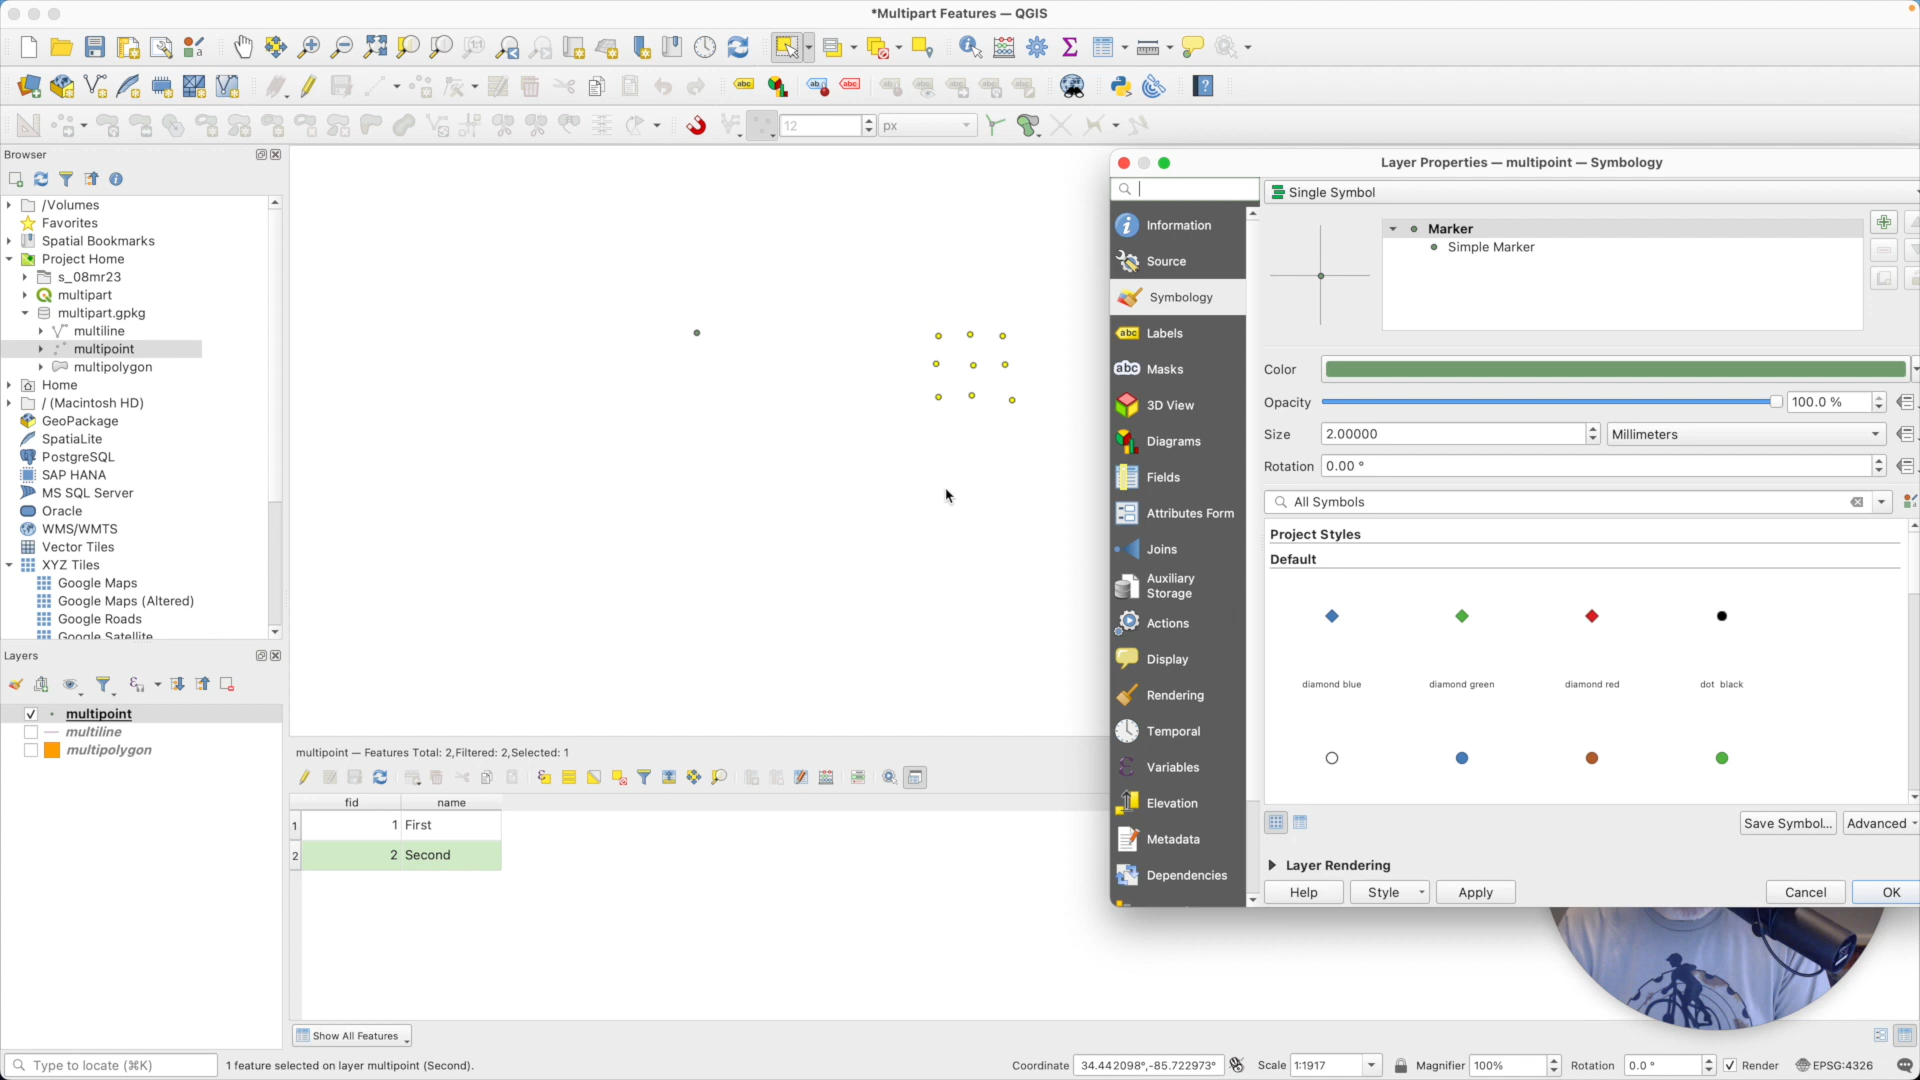 *Multipart Features — QGIS
12
px
Browser
/Volumes
Favorites
Spatial Bookmarks
Project Home
s_08mr23
multipart
multipart.gpkg
multiline
multipoint
multipolygon
Home
/ (Macintosh HD)
GeoPackage
SpatiaLite
PostgreSQL
SAP HANA
MS SQL Server
Oracle
WMS/WMTS
Vector Tiles
XYZ Tiles
Google Maps
Google Maps (Altered)
Google Roads
Google Satellite
Layers
multipoint
multiline
multipolygon
multipoint — Features Total: 2, Filtered: 2, Selected: 1
fid name
1 1 First
2 2 Second
Show All Features
Layer Properties — multipoint — Symbology
Information
Source
Symbology
Labels
Masks
3D View
Diagrams
Fields
Attributes Form
Joins
Auxiliary
Storage
Actions
Display
Rendering
Temporal
Variables
Elevation
Metadata
Dependencies
Single Symbol
Marker
Simple Marker
Color
Opacity 100.0 %
Size 2.00000 Millimeters
Rotation 0.00 °
All Symbols
Project Styles
Default
diamond blue diamond green diamond red dot black
Save Symbol... Advanced
Layer Rendering
Help Style Apply Cancel OK
Type to locate (⌘K) 1 feature selected on layer multipoint (Second). Coordinate 34.442098°,-85.722973° Scale 1:1917 Magnifier 100% Rotation 0.0 ° Render EPSG:4326